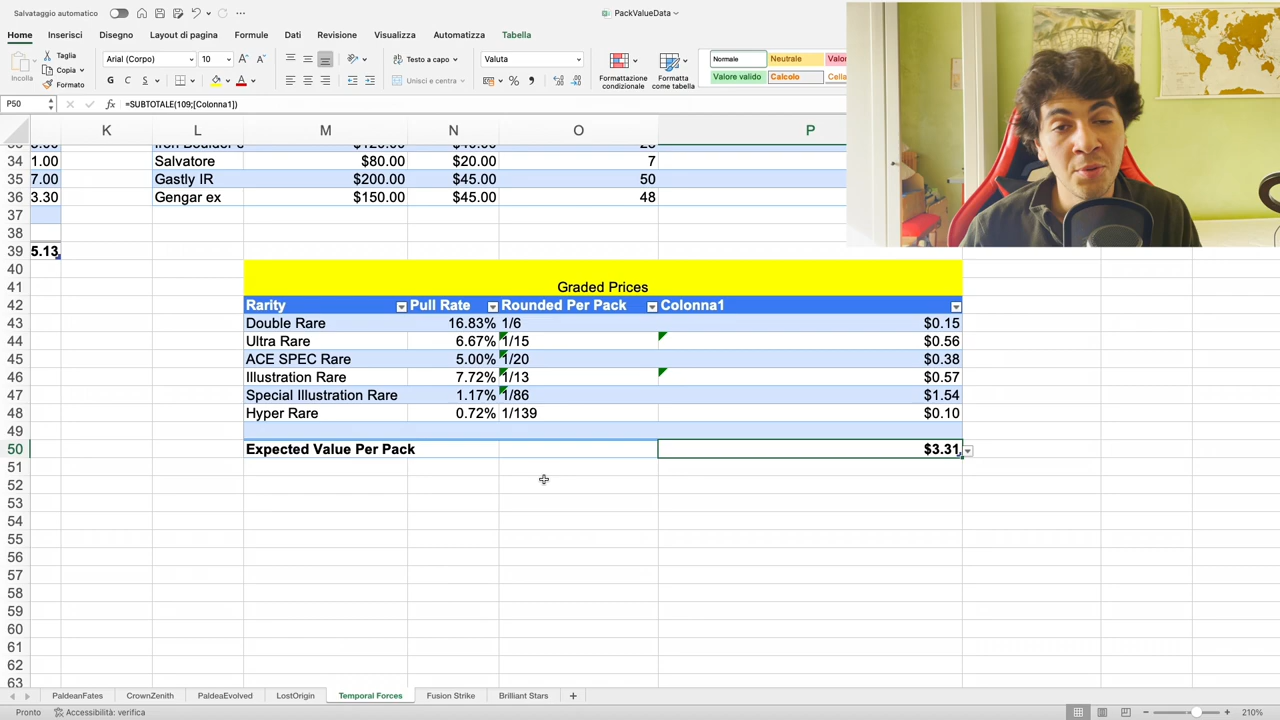 Salvataggio automatico
PackValueData
Home Inserisci Disegno Layout di pagina Formule Dati Revisione Visualizza Automatizza Tabella
Incolla
Taglia
Copia
Formato
Arial (Corpo) 10
G C S
Testo a capo
Unisci e centra
Valuta
Formattazione condizionale
Formatta come tabella
Normale Neutrale
Valore valido Calcolo
P50 fx =SUBTOTALE(109;[Colonna1])
K L M N O P
34 1.00 Salvatore $80.00 $20.00 7
35 7.00 Gastly IR $200.00 $45.00 50
36 3.30 Gengar ex $150.00 $45.00 48
37
38
39 5.13
40
41 Graded Prices
42 Rarity Pull Rate Rounded Per Pack Colonna1
43 Double Rare 16.83% 1/6 $0.15
44 Ultra Rare 6.67% 1/15 $0.56
45 ACE SPEC Rare 5.00% 1/20 $0.38
46 Illustration Rare 7.72% 1/13 $0.57
47 Special Illustration Rare 1.17% 1/86 $1.54
48 Hyper Rare 0.72% 1/139 $0.10
49
50 Expected Value Per Pack $3.31
51
52
53
54
55
56
57
58
59
60
61
62
63
PaldeanFates CrownZenith PaldeaEvolved LostOrigin Temporal Forces Fusion Strike Brilliant Stars
Pronto Accessibilità: verifica 210%